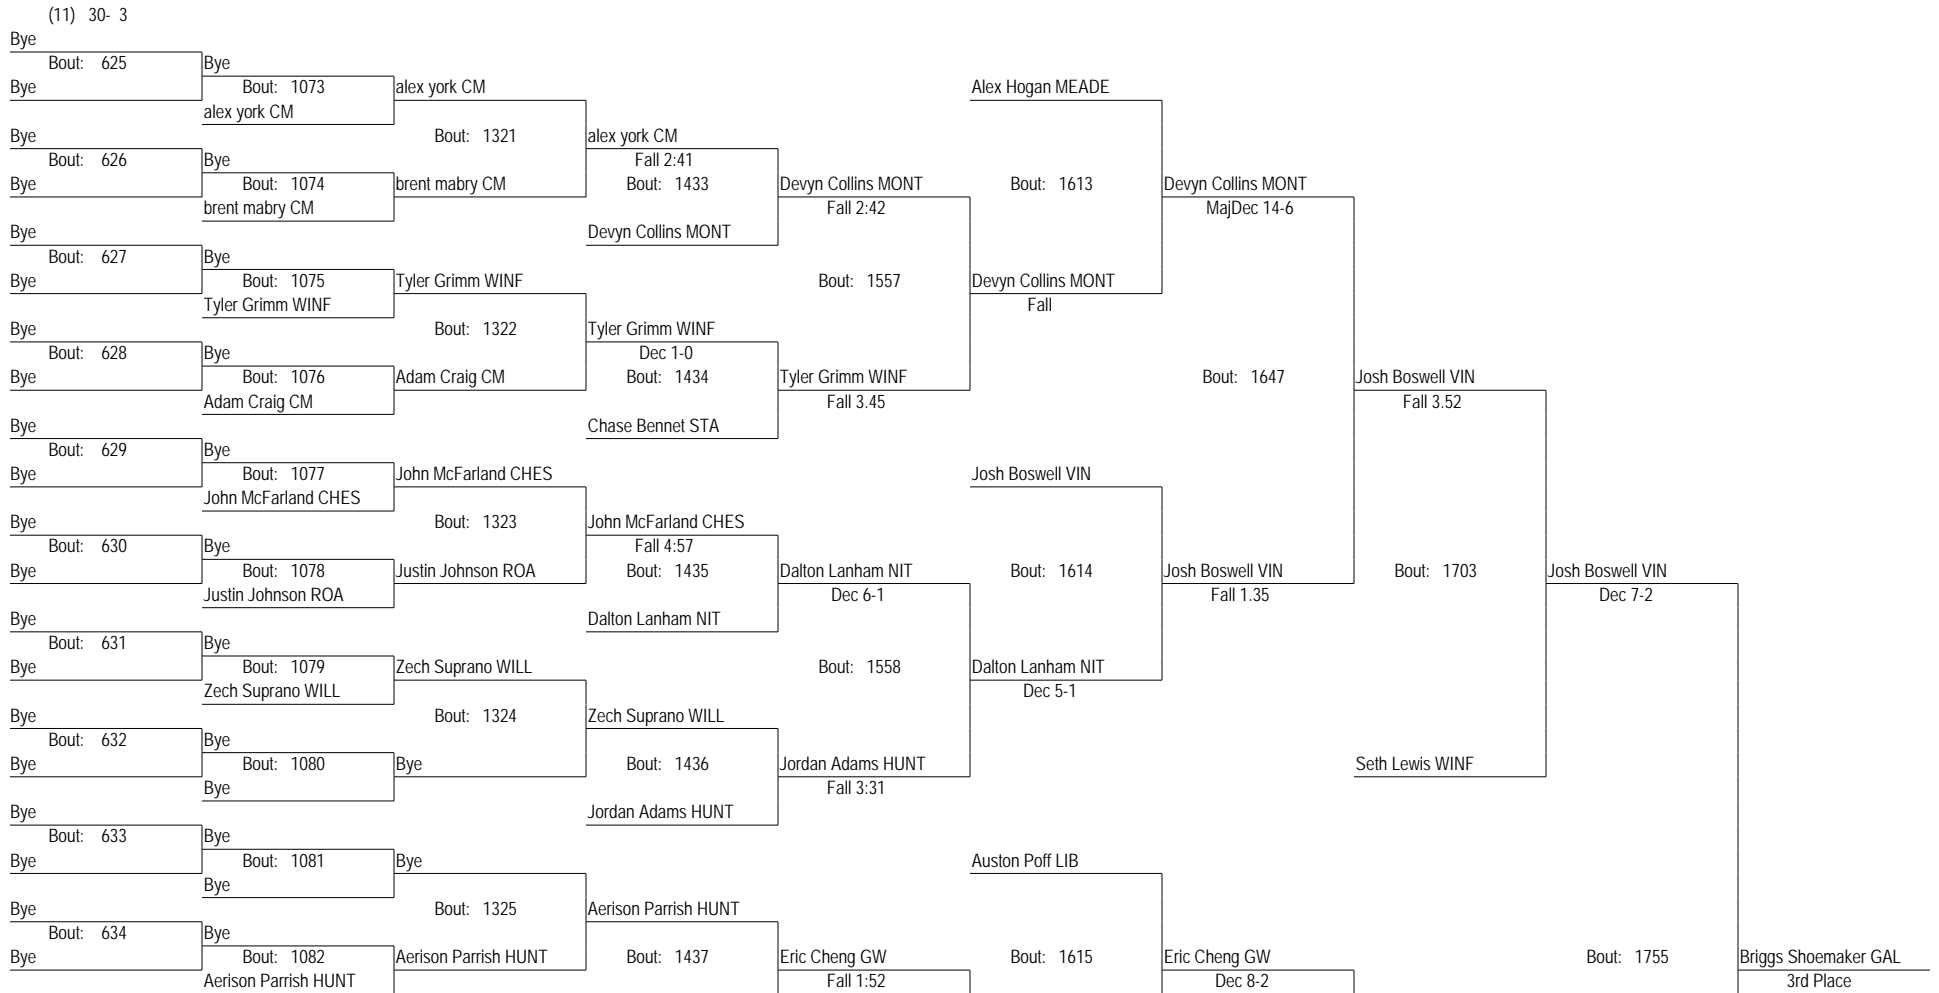 (11) 30- 3
Bye
Bout: 625 Bye
Bye Bout: 1073 alex york CM Alex Hogan MEADE
alex york CM
Bye Bout: 1321 alex york CM
Bout: 626 Bye Fall 2:41
Bye Bout: 1074 brent mabry CM Bout: 1433 Devyn Collins MONT Bout: 1613 Devyn Collins MONT
brent mabry CM Fall 2:42 MajDec 14-6
Bye Devyn Collins MONT
Bout: 627 Bye
Bye Bout: 1075 Tyler Grimm WINF Bout: 1557 Devyn Collins MONT
Tyler Grimm WINF Fall
Bye Bout: 1322 Tyler Grimm WINF
Bout: 628 Bye Dec 1-0
Bye Bout: 1076 Adam Craig CM Bout: 1434 Tyler Grimm WINF Bout: 1647 Josh Boswell VIN
Adam Craig CM Fall 3.45 Fall 3.52
Bye Chase Bennet STA
Bout: 629 Bye
Bye Bout: 1077 John McFarland CHES Josh Boswell VIN
John McFarland CHES
Bye Bout: 1323 John McFarland CHES
Bout: 630 Bye Fall 4:57
Bye Bout: 1078 Justin Johnson ROA Bout: 1435 Dalton Lanham NIT Bout: 1614 Josh Boswell VIN Bout: 1703 Josh Boswell VIN
Justin Johnson ROA Dec 6-1 Fall 1.35 Dec 7-2
Bye Dalton Lanham NIT
Bout: 631 Bye
Bye Bout: 1079 Zech Suprano WILL Bout: 1558 Dalton Lanham NIT
Zech Suprano WILL Dec 5-1
Bye Bout: 1324 Zech Suprano WILL
Bout: 632 Bye
Bye Bout: 1080 Bye Bout: 1436 Jordan Adams HUNT Seth Lewis WINF
Bye Fall 3:31
Bye Jordan Adams HUNT
Bout: 633 Bye
Bye Bout: 1081 Bye Auston Poff LIB
Bye
Bye Bout: 1325 Aerison Parrish HUNT
Bout: 634 Bye
Bye Bout: 1082 Aerison Parrish HUNT Bout: 1437 Eric Cheng GW Bout: 1615 Eric Cheng GW Bout: 1755 Briggs Shoemaker GAL
Aerison Parrish HUNT Fall 1:52 Dec 8-2 3rd Place